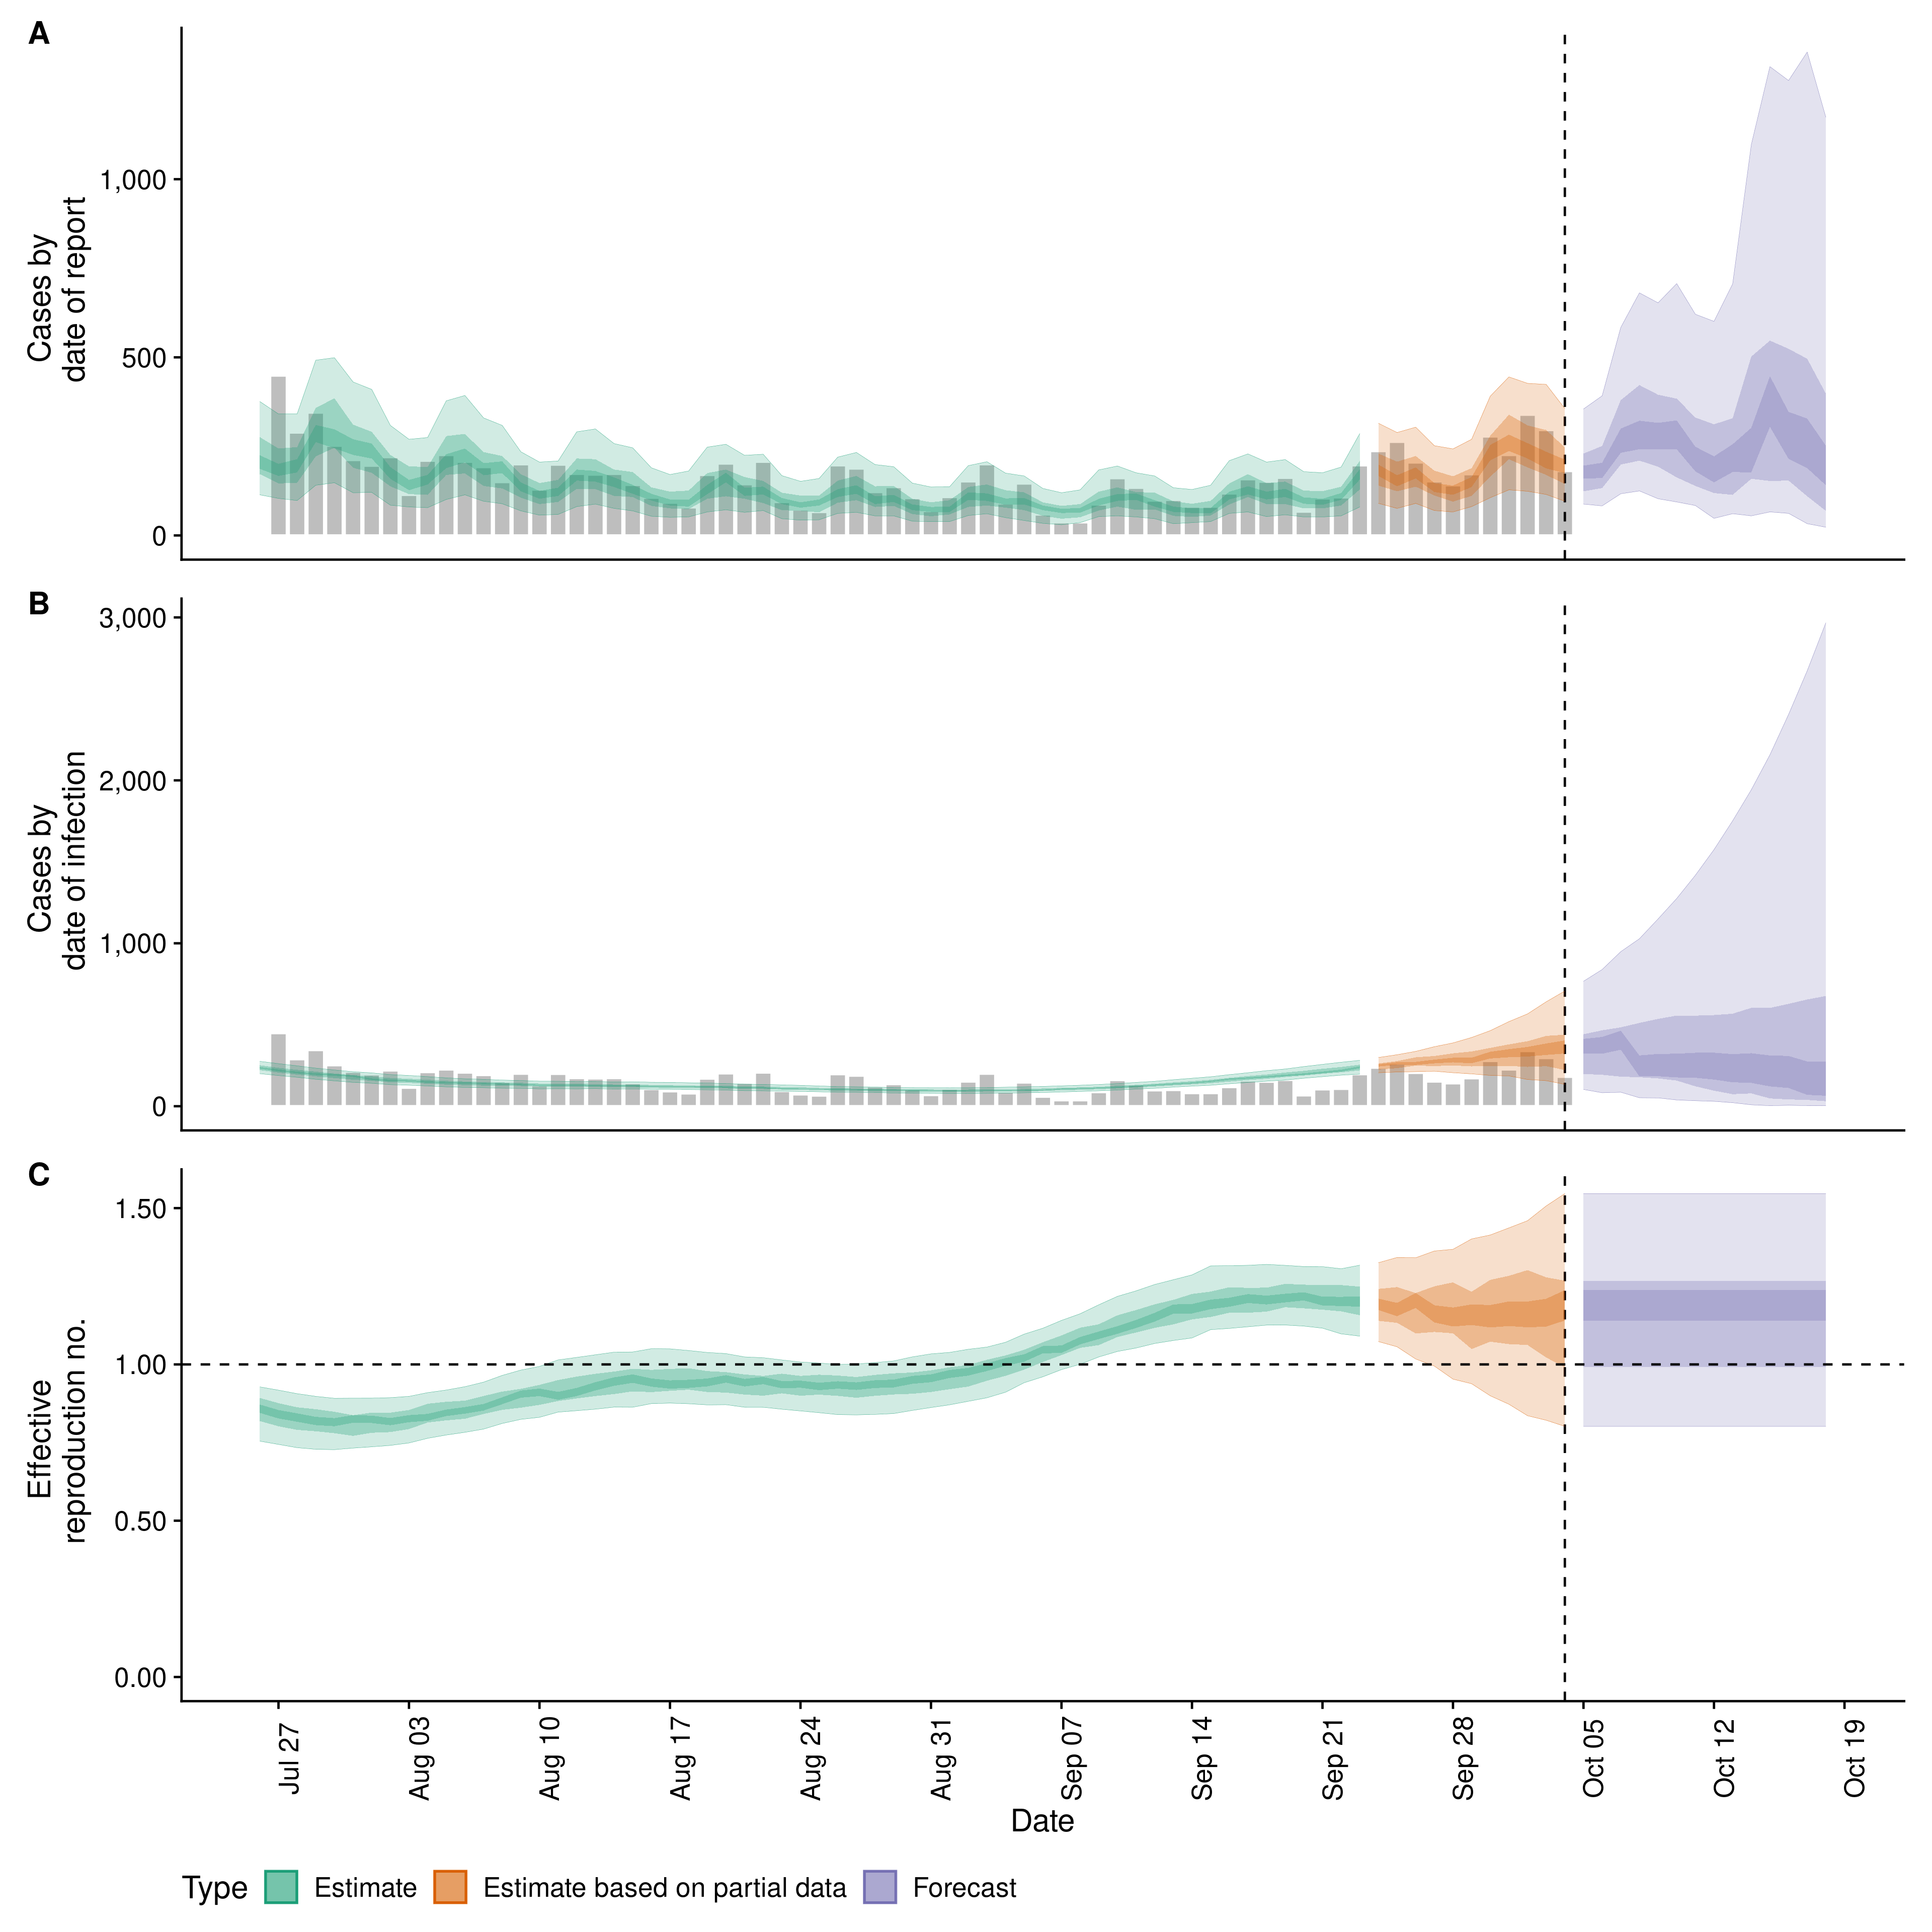 A
Cases by
date of report
1,000
500
0
B
Cases by
date of infection
3,000
2,000
1,000
0
C
Effective
reproduction no.
1.50
1.00
0.50
0.00
Jul 27
Aug 03
Aug 10
Aug 17
Aug 24
Aug 31
Sep 07
Sep 14
Sep 21
Sep 28
Oct 05
Oct 12
Oct 19
Date
Type Estimate Estimate based on partial data Forecast